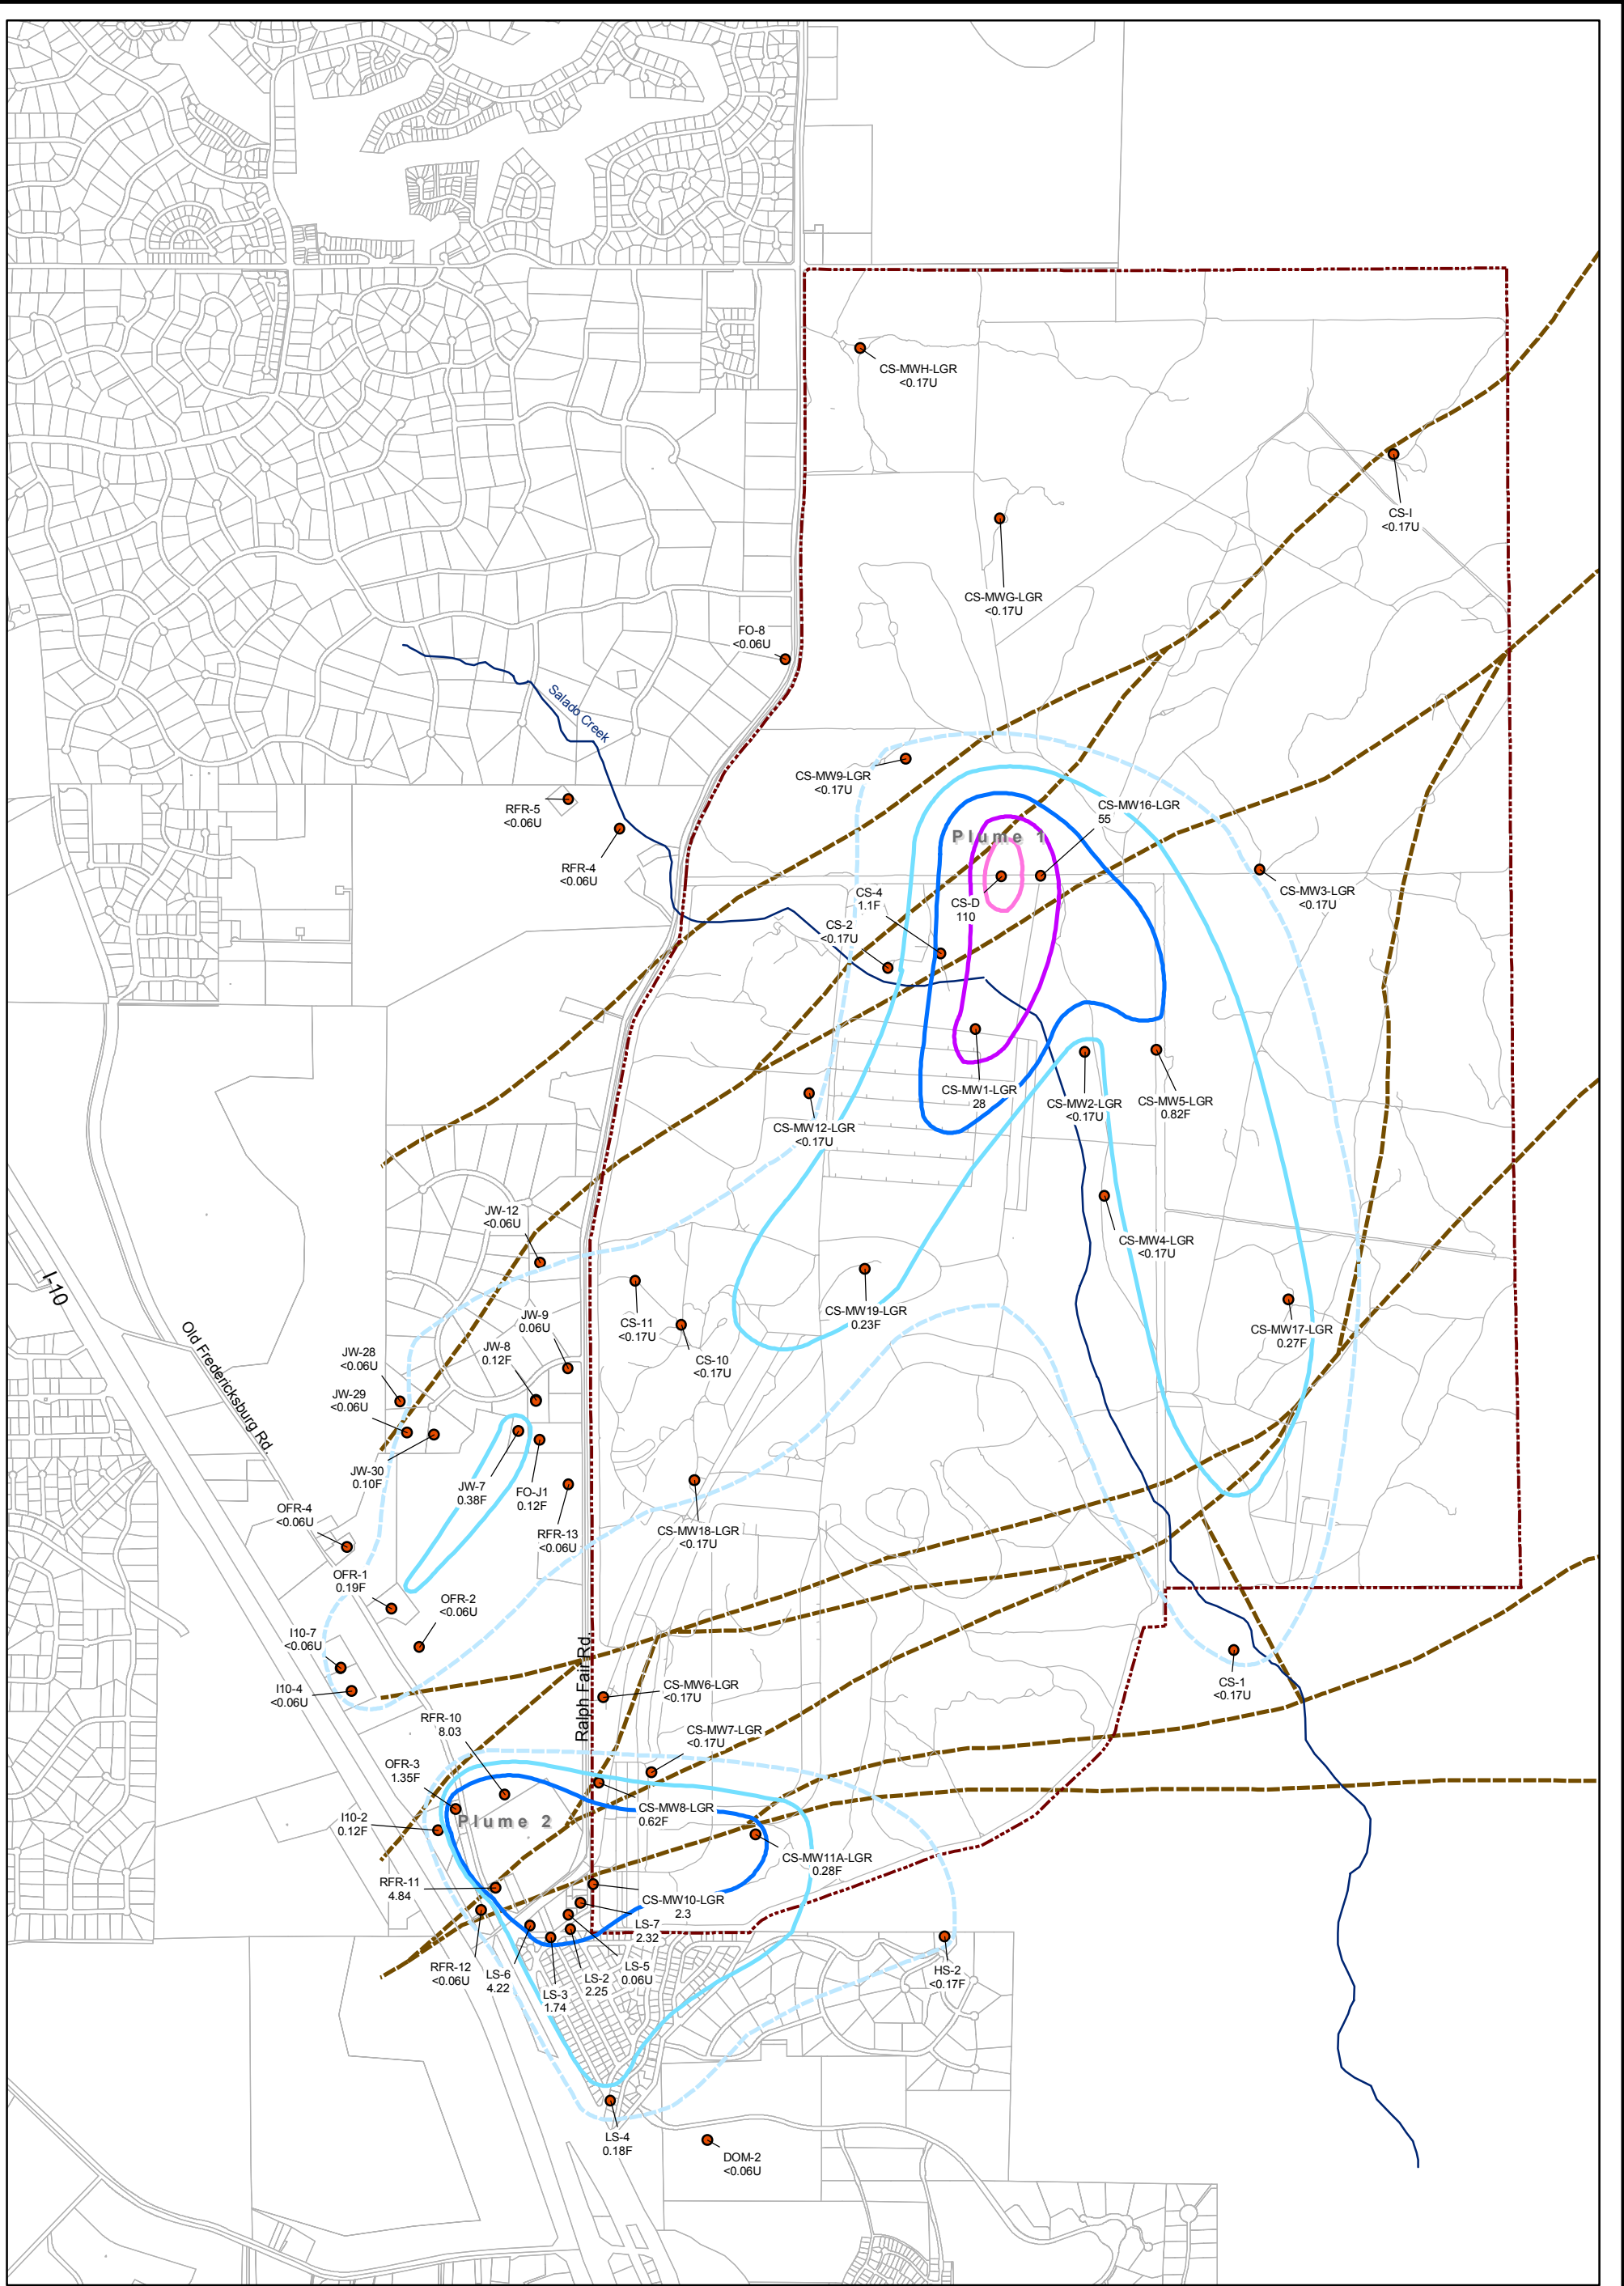 CS-MWH-LGR
<0.17U
CS-I
<0.17U
CS-MWG-LGR
<0.17U
FO-8
<0.06U
Salado Creek
CS-MW9-LGR
<0.17U
RFR-5
<0.06U
CS-MW16-LGR
55
Plume 1
RFR-4
<0.06U
CS-4
1.1F
CS-D
110
CS-MW3-LGR
<0.17U
CS-2
<0.17U
CS-MW1-LGR
28
CS-MW2-LGR
<0.17U
CS-MW5-LGR
0.82F
CS-MW12-LGR
<0.17U
JW-12
<0.06U
CS-MW4-LGR
<0.17U
I-10
Old Fredericksburg Rd.
CS-MW19-LGR
0.23F
JW-9
0.06U
CS-11
<0.17U
CS-MW17-LGR
0.27F
JW-28
<0.06U
JW-8
0.12F
CS-10
<0.17U
JW-29
<0.06U
JW-30
0.10F
JW-7
0.38F
FO-J1
0.12F
OFR-4
<0.06U
RFR-13
<0.06U
CS-MW18-LGR
<0.17U
OFR-1
0.19F
OFR-2
<0.06U
I10-7
<0.06U
I10-4
<0.06U
Ralph Fair Rd.
CS-MW6-LGR
<0.17U
CS-1
<0.17U
RFR-10
8.03
CS-MW7-LGR
<0.17U
OFR-3
1.35F
CS-MW8-LGR
0.62F
I10-2
0.12F
Plume 2
CS-MW11A-LGR
0.28F
RFR-11
4.84
CS-MW10-LGR
2.3
LS-7
2.32
RFR-12
<0.06U
LS-6
4.22
LS-3
1.74
LS-2
2.25
LS-5
0.06U
HS-2
<0.17F
LS-4
0.18F
DOM-2
<0.06U